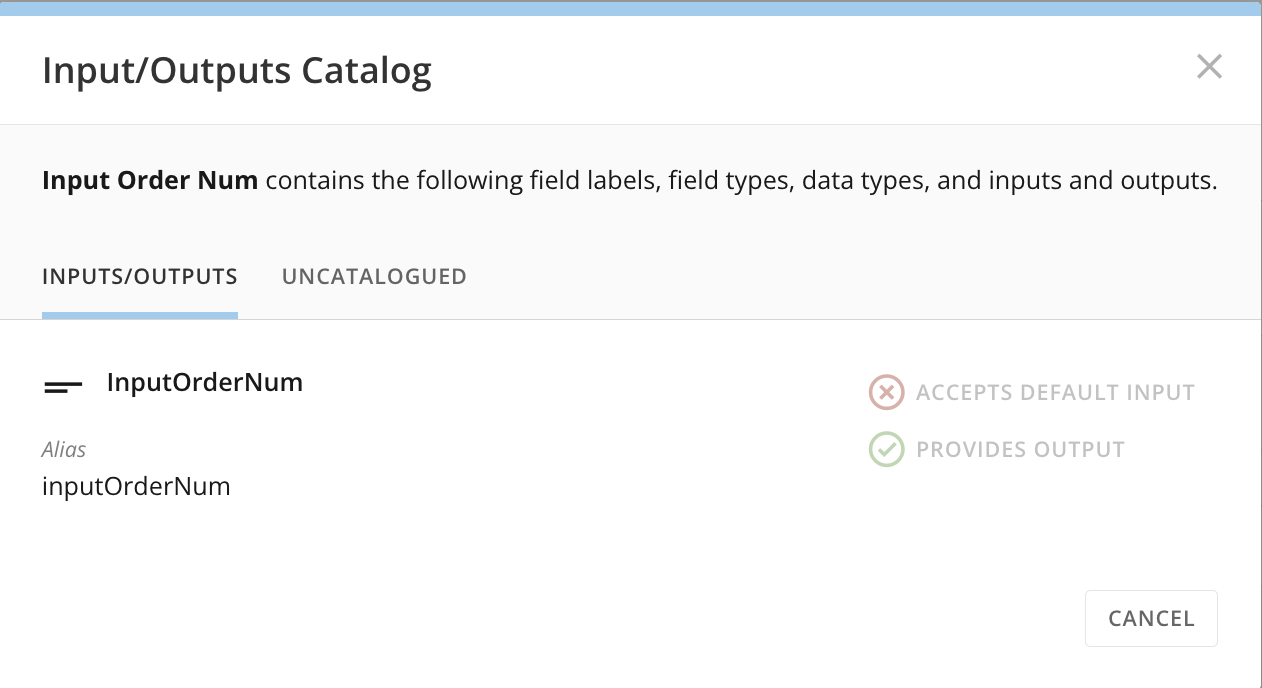 Input/Outputs Catalog
Input Order Num contains the following field labels, field types, data types, and inputs and outputs.
INPUTS/OUTPUTS UNCATALOGUED
InputOrderNum
ACCEPTS DEFAULT INPUT
Alias
PROVIDES OUTPUT
inputOrderNum
CANCEL